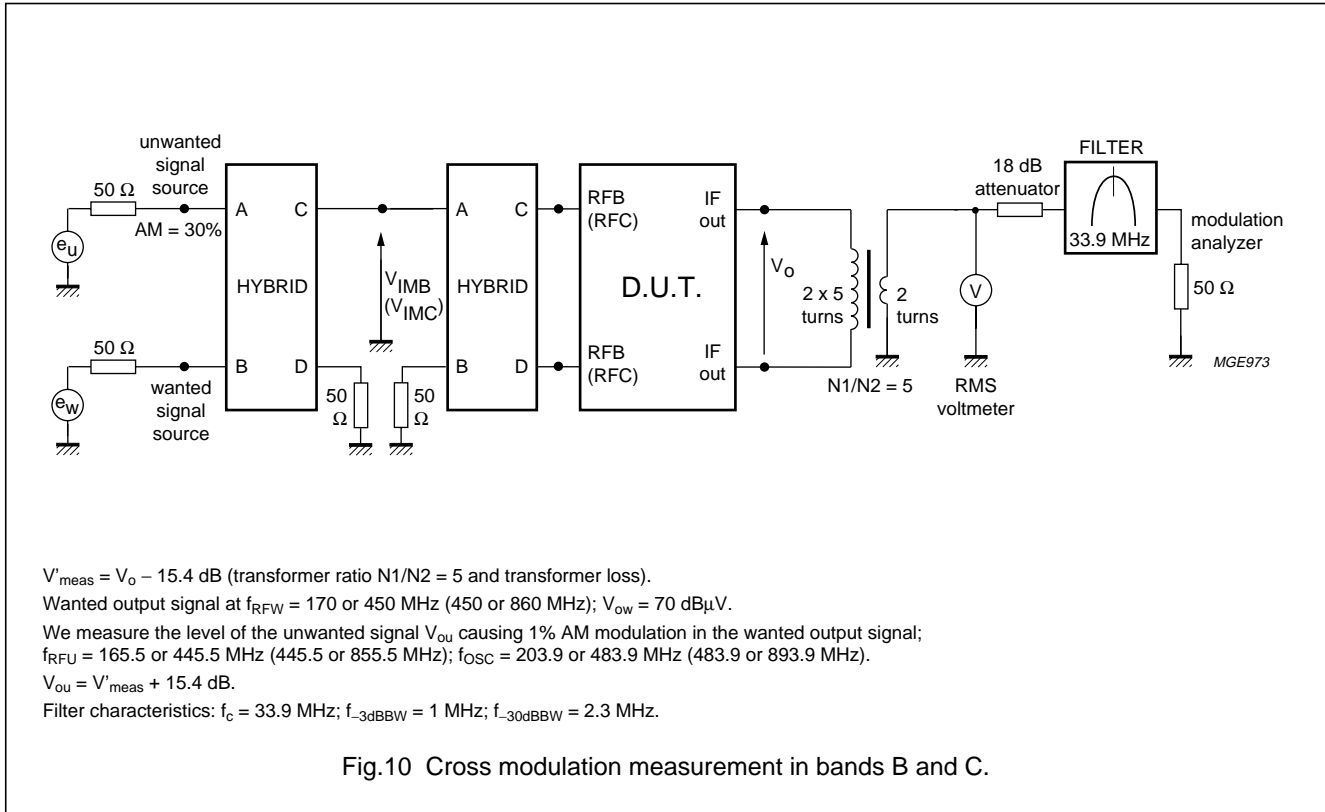 unwanted
signal
source
50 Ω
eu
AM = 30%
A
C
HYBRID
B
D
50 Ω
ew
wanted
signal
source
50
Ω
VIMB
(VIMC)
50
Ω
A
C
HYBRID
B
D
RFB
(RFC)
IF
out
D.U.T.
RFB
(RFC)
IF
out
Vo
2 x 5
turns
2
turns
N1/N2 = 5
V
RMS
voltmeter
18 dB
attenuator
FILTER
33.9 MHz
modulation
analyzer
50 Ω
MGE973
V'meas = Vo − 15.4 dB (transformer ratio N1/N2 = 5 and transformer loss).
Wanted output signal at fRFW = 170 or 450 MHz (450 or 860 MHz); Vow = 70 dBμV.
We measure the level of the unwanted signal Vou causing 1% AM modulation in the wanted output signal;
fRFU = 165.5 or 445.5 MHz (445.5 or 855.5 MHz); fOSC = 203.9 or 483.9 MHz (483.9 or 893.9 MHz).
Vou = V'meas + 15.4 dB.
Filter characteristics: fc = 33.9 MHz; f−3dBBW = 1 MHz; f−30dBBW = 2.3 MHz.
Fig.10 Cross modulation measurement in bands B and C.